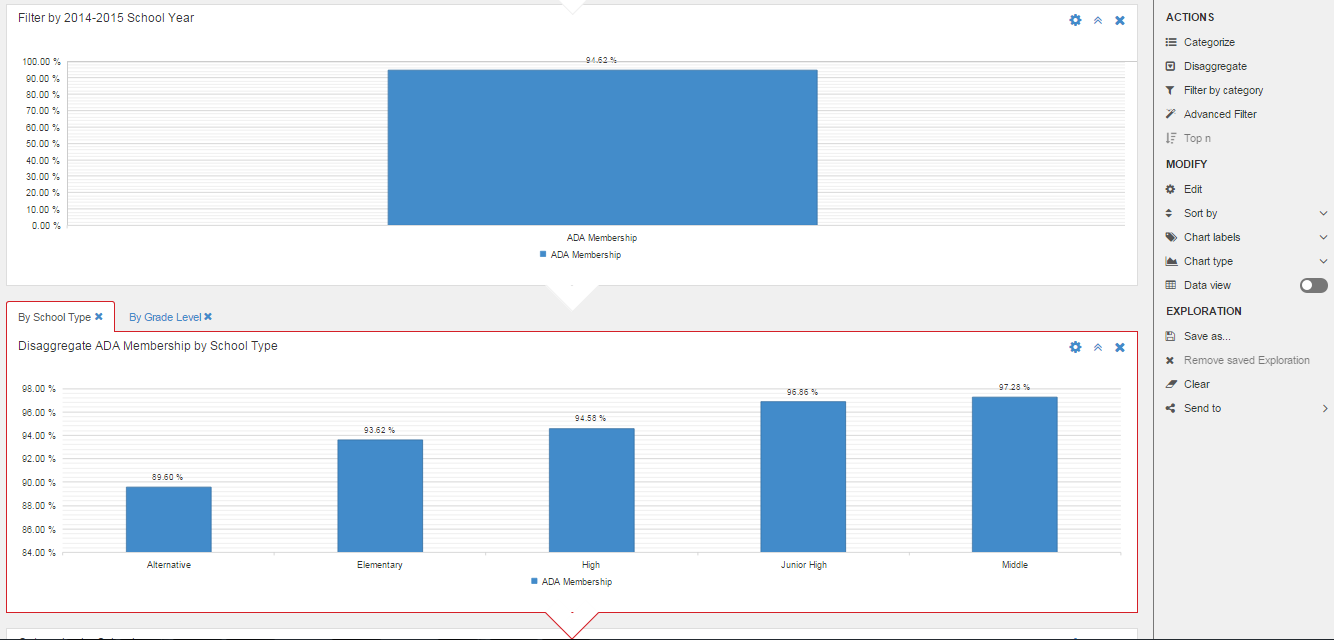 Filter by 2014-2015 School Year
94.62 %
100.00 %
90.00 %
80.00 %
70.00 %
60.00 %
50.00 %
40.00 %
30.00 %
20.00 %
10.00 %
0.00 %
ADA Membership
ADA Membership
By School Type
By Grade Level
Disaggregate ADA Membership by School Type
98.00 %
96.00 %
94.00 %
92.00 %
90.00 %
88.00 %
86.00 %
84.00 %
89.60 %
93.62 %
94.58 %
96.86 %
97.28 %
Alternative
Elementary
High
Junior High
Middle
ADA Membership
ACTIONS
Categorize
Disaggregate
Filter by category
Advanced Filter
Top n
MODIFY
Edit
Sort by
Chart labels
Chart type
Data view
EXPLORATION
Save as...
Remove saved Exploration
Clear
Send to